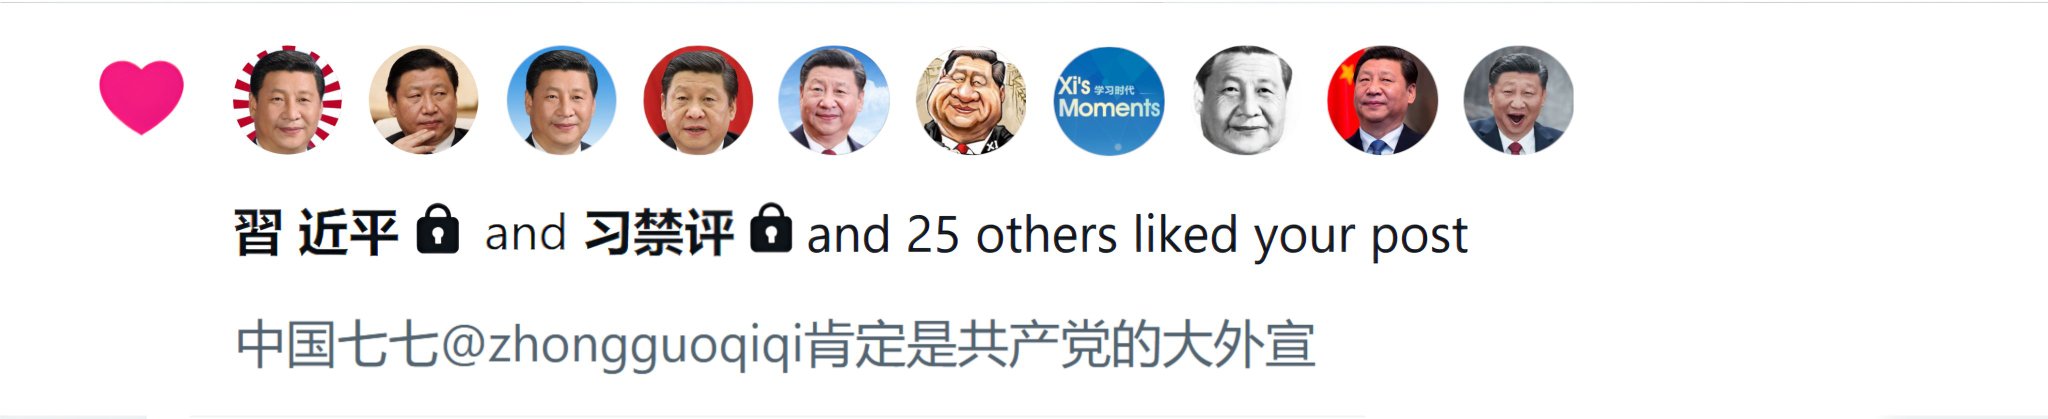 Xi's 学习时代
Moments
XI
習 近平 and 习禁评 and 25 others liked your post
中国七七@zhongguoqiqi肯定是共产党的大外宣